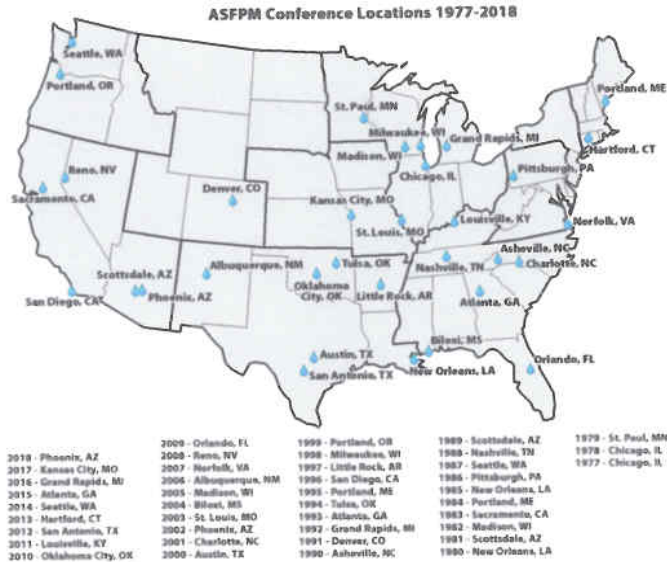 ASFPM Conference Locations 1977-2018
Seattle, WA
Portland, OR
Portland, ME
St. Paul, MN
Milwaukee, WI
Grand Rapids, MI
Madison, WI
Hartford, CT
Chicago, IL
Pittsburgh, PA
Reno, NV
Sacramento, CA
Denver, CO
Kansas City, MO
St. Louis, MO
Louisville, KY
Norfolk, VA
Asheville, NC
Scottsdale, AZ
Albuquerque, NM
Tulsa, OK
Nashville, TN
Charlotte, NC
San Diego, CA
Phoenix, AZ
Oklahoma
City, OK
Little Rock, AR
Atlanta, GA
Biloxi, MS
Austin, TX
San Antonio, TX
New Orleans, LA
Orlando, FL
2018 - Phoenix, AZ
2017 - Kansas City, MO
2016 - Grand Rapids, MI
2015 - Atlanta, GA
2014 - Seattle, WA
2013 - Hartford, CT
2012 - San Antonio, TX
2011 - Louisville, KY
2010 - Oklahoma City, OK
2009 - Orlando, FL
2008 - Reno, NV
2007 - Norfolk, VA
2006 - Albuquerque, NM
2005 - Madison, WI
2004 - Biloxi, MS
2003 - St. Louis, MO
2002 - Phoenix, AZ
2001 - Charlotte, NC
2000 - Austin, TX
1999 - Portland, OR
1998 - Milwaukee, WI
1997 - Little Rock, AR
1996 - San Diego, CA
1995 - Portland, ME
1994 - Tulsa, OK
1993 - Atlanta, GA
1992 - Grand Rapids, MI
1991 - Denver, CO
1990 - Asheville, NC
1989 - Scottsdale, AZ
1988 - Nashville, TN
1987 - Seattle, WA
1986 - Pittsburgh, PA
1985 - New Orleans, LA
1984 - Portland, ME
1983 - Sacramento, CA
1982 - Madison, WI
1981 - Scottsdale, AZ
1980 - New Orleans, LA
1979 - St. Paul, MN
1978 - Chicago, IL
1977 - Chicago, IL